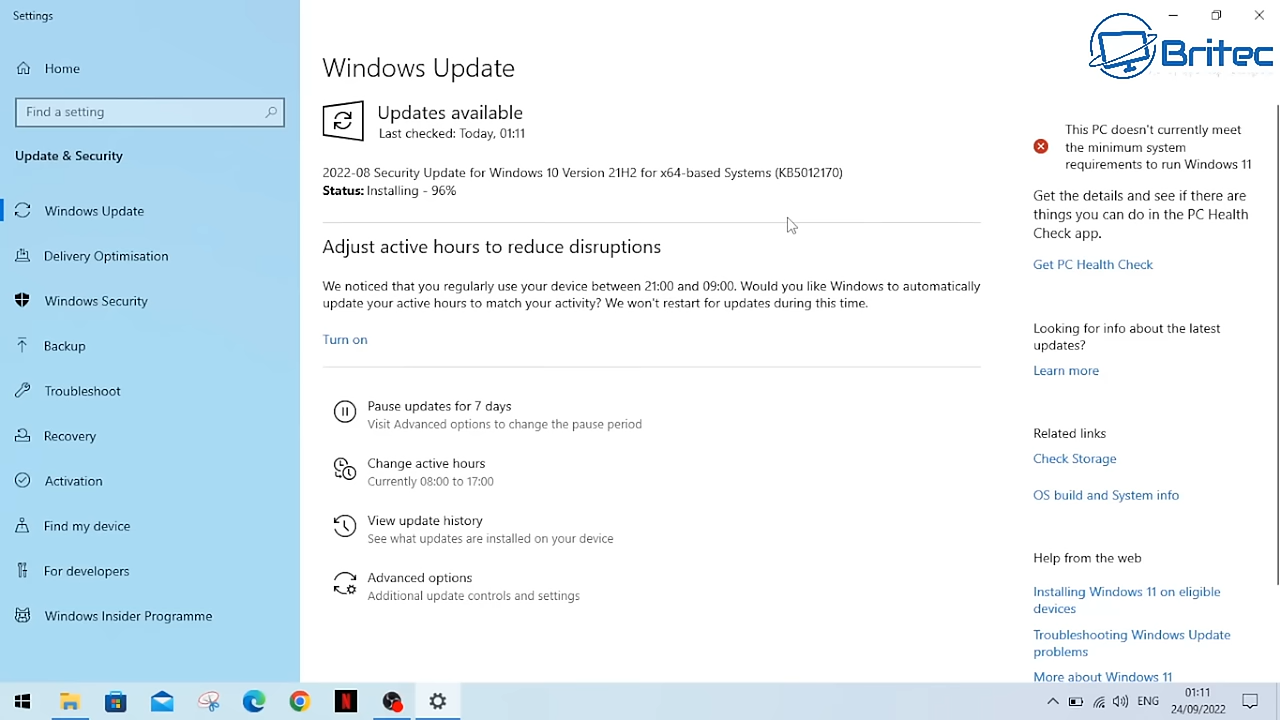 Settings
Britec
Home
Find a setting
Update & Security
Windows Update
Delivery Optimisation
Windows Security
Backup
Troubleshoot
Recovery
Activation
Find my device
For developers
Windows Insider Programme
Windows Update
Updates available
Last checked: Today, 01:11
2022-08 Security Update for Windows 10 Version 21H2 for x64-based Systems (KB5012170)
Status: Installing - 96%
Adjust active hours to reduce disruptions
We noticed that you regularly use your device between 21:00 and 09:00. Would you like Windows to automatically
update your active hours to match your activity? We won't restart for updates during this time.
Turn on
Pause updates for 7 days
Visit Advanced options to change the pause period
Change active hours
Currently 08:00 to 17:00
View update history
See what updates are installed on your device
Advanced options
Additional update controls and settings
This PC doesn't currently meet
the minimum system
requirements to run Windows 11
Get the details and see if there are
things you can do in the PC Health
Check app.
Get PC Health Check
Looking for info about the latest
updates?
Learn more
Related links
Check Storage
OS build and System info
Help from the web
Installing Windows 11 on eligible
devices
Troubleshooting Windows Update
problems
More about Windows 11
N
ENG
01:11
24/09/2022